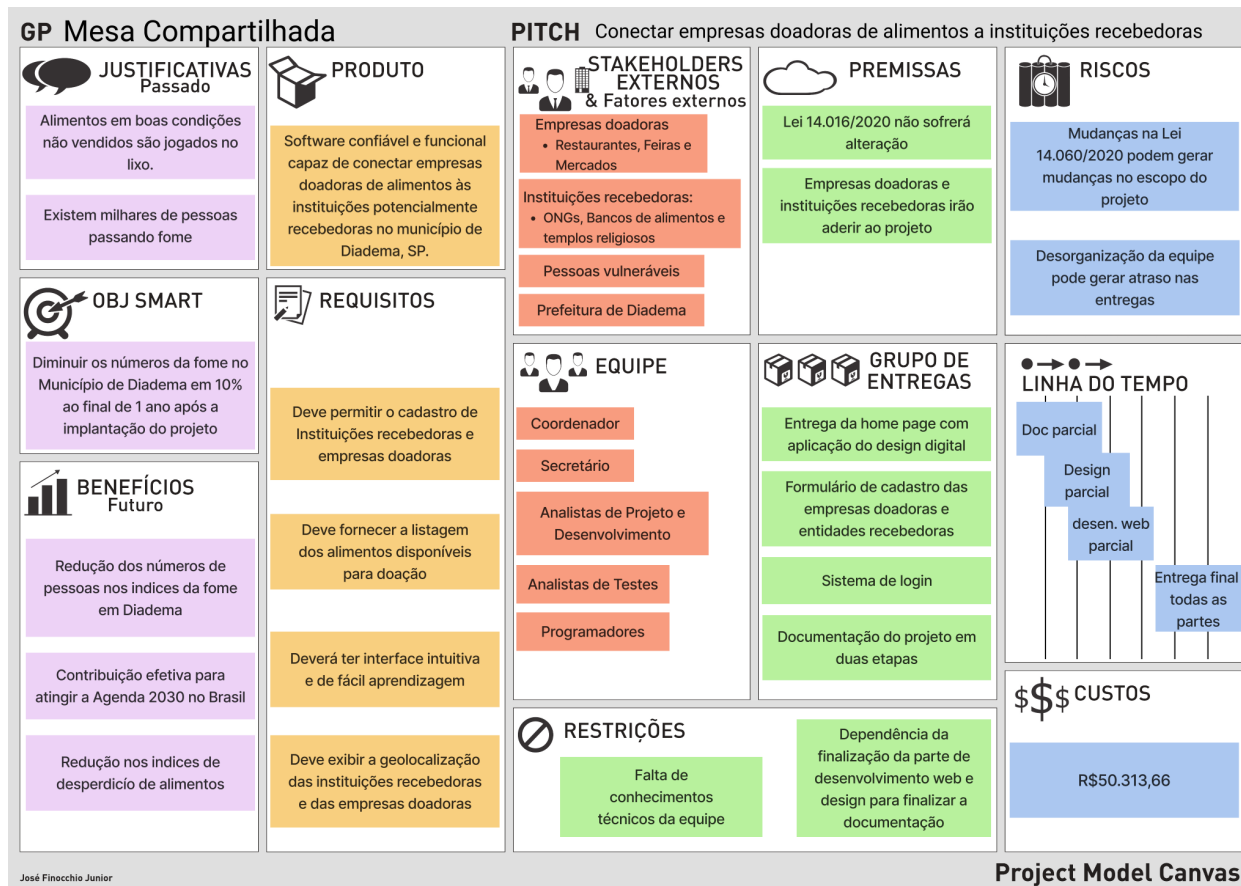 GP Mesa Compartilhada
PITCH Conectar empresas doadoras de alimentos a instituições recebedoras
JUSTIFICATIVAS
Passado
Alimentos em boas condições
não vendidos são jogados no
lixo.
Existem milhares de pessoas
passando fome
OBJ SMART
Diminuir os números da fome no
Município de Diadema em 10%
ao final de 1 ano após a
implantação do projeto
BENEFÍCIOS
Futuro
Redução dos números de
pessoas nos indices da fome
em Diadema
Contribuição efetiva para
atingir a Agenda 2030 no Brasil
Redução nos indices de
desperdicío de alimentos
PRODUTO
Software confiável e funcional
capaz de conectar empresas
doadoras de alimentos às
instituições potencialmente
recebedoras no município de
Diadema, SP.
REQUISITOS
Deve permitir o cadastro de
Instituições recebedoras e
empresas doadoras
Deve fornecer a listagem
dos alimentos disponíveis
para doação
Deverá ter interface intuitiva
e de fácil aprendizagem
Deve exibir a geolocalização
das instituições recebedoras
e das empresas doadoras
STAKEHOLDERS
EXTERNOS
& Fatores externos
Empresas doadoras
• Restaurantes, Feiras e
Mercados
Instituições recebedoras:
• ONGs, Bancos de alimentos e
templos religiosos
Pessoas vulneráveis
Prefeitura de Diadema
EQUIPE
Coordenador
Secretário
Analistas de Projeto e
Desenvolvimento
Analistas de Testes
Programadores
PREMISSAS
Lei 14.016/2020 não sofrerá
alteração
Empresas doadoras e
instituições recebedoras irão
aderir ao projeto
GRUPO DE
ENTREGAS
Entrega da home page com
aplicação do design digital
Formulário de cadastro das
empresas doadoras e
entidades recebedoras
Sistema de login
Documentação do projeto em
duas etapas
RESTRIÇÕES
Falta de
conhecimentos
técnicos da equipe
Dependência da
finalização da parte de
desenvolvimento web e
design para finalizar a
documentação
RISCOS
Mudanças na Lei
14.060/2020 podem gerar
mudanças no escopo do
projeto
Desorganização da equipe
pode gerar atraso nas
entregas
LINHA DO TEMPO
Doc parcial
Design
parcial
desen. web
parcial
Entrega final
todas as
partes
$$$ CUSTOS
R$50.313,66
José Finocchio Junior
Project Model Canvas